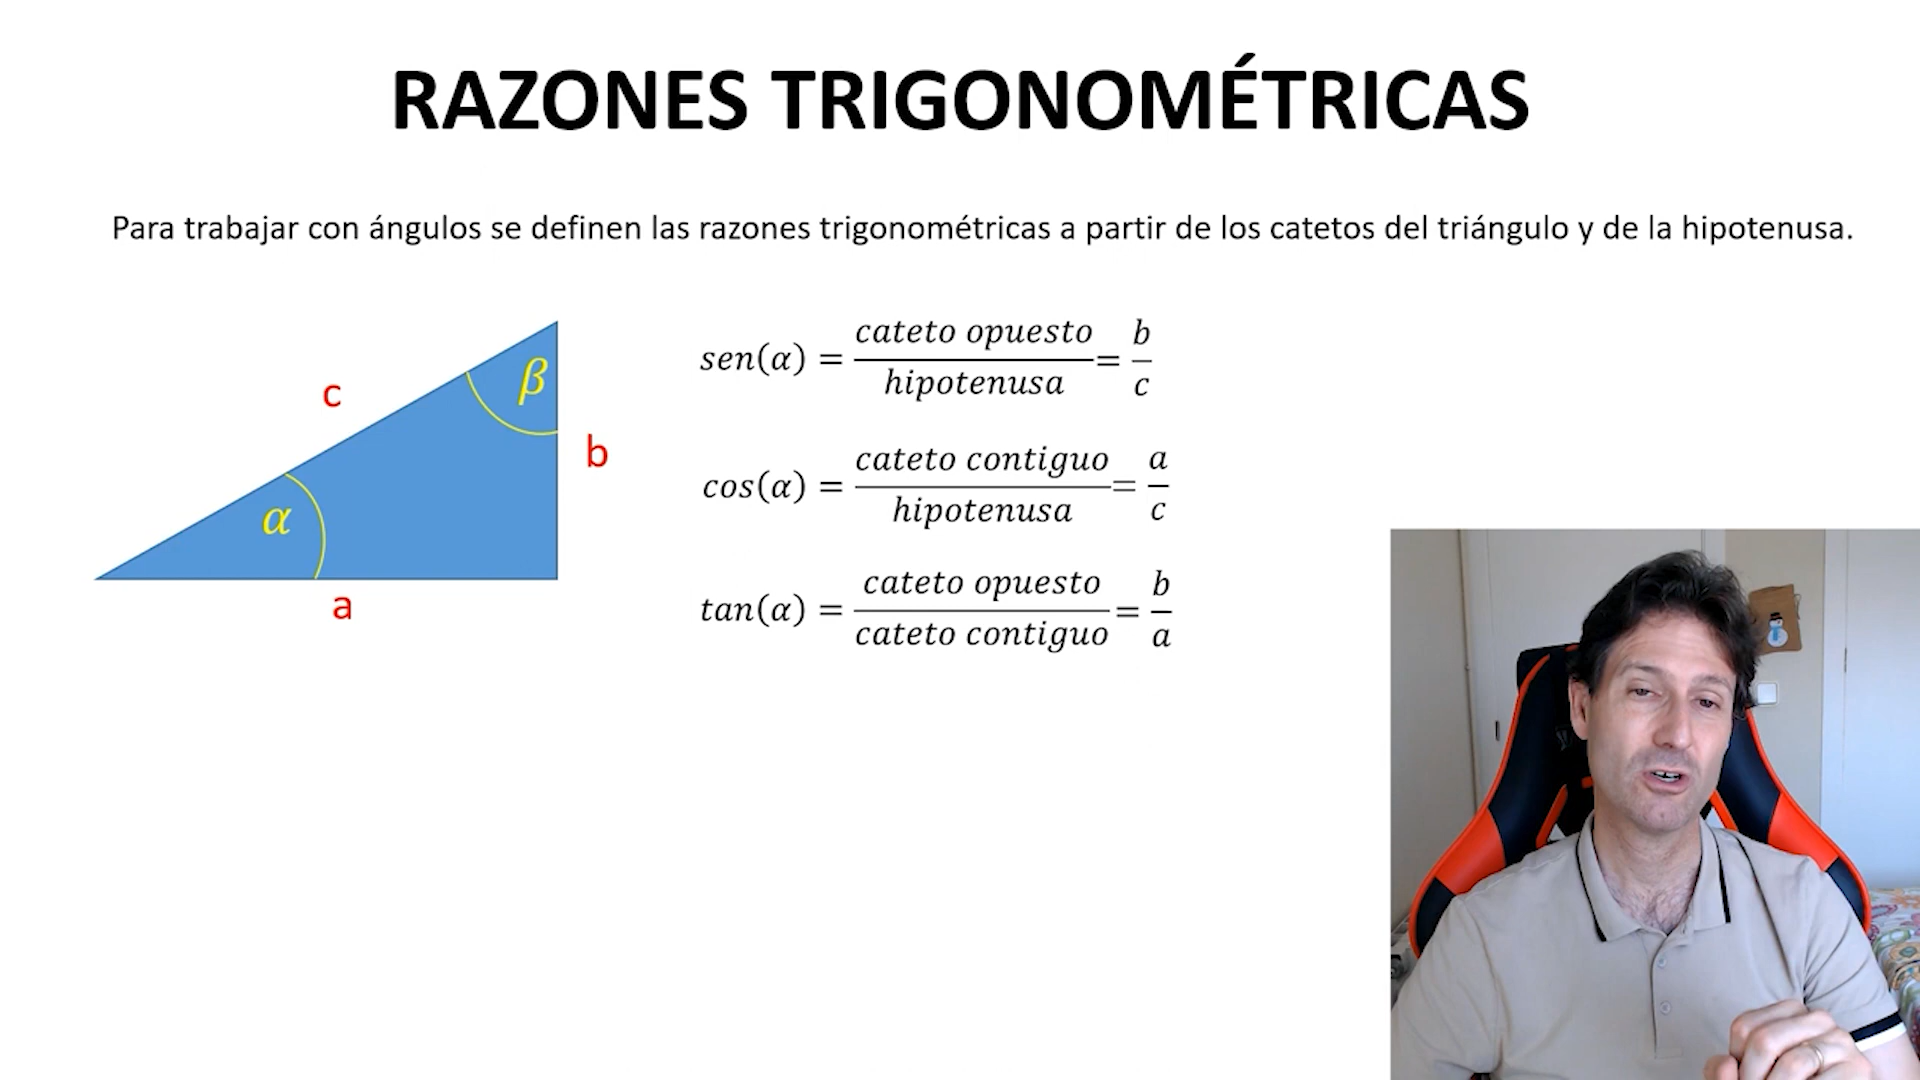 RAZONES TRIGONOMÉTRICAS
Para trabajar con ángulos se definen las razones trigonométricas a partir de los catetos del triángulo y de la hipotenusa.
c
β
b
α
a
sen(α) = cateto opuesto / hipotenusa = b / c
cos(α) = cateto contiguo / hipotenusa = a / c
tan(α) = cateto opuesto / cateto contiguo = b / a